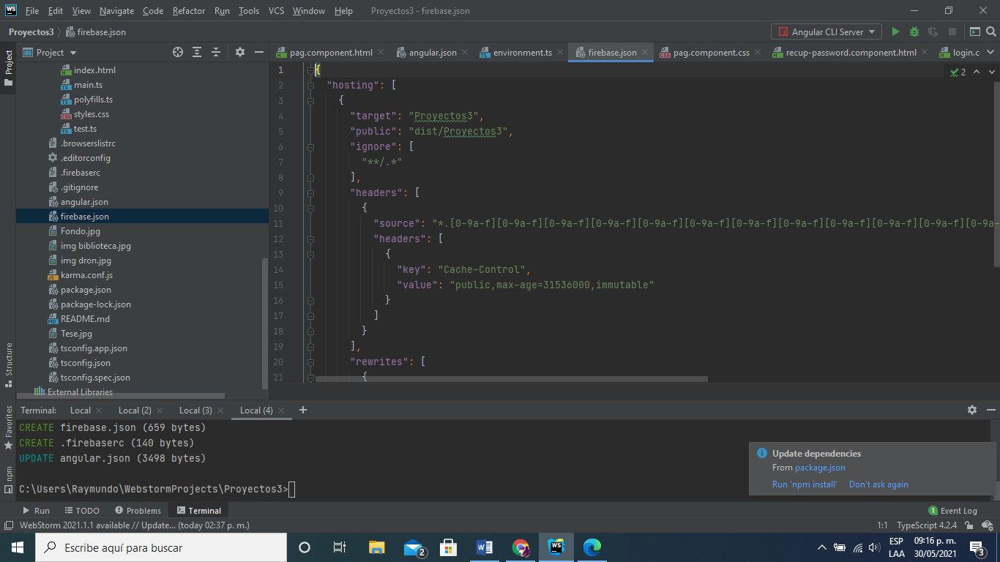 WS File Edit View Navigate Code Refactor Run Tools VCS Window Help Proyectos3 - firebase.json
Proyectos3 firebase.json Angular CLI Server
Project pag.component.html angular.json environment.ts firebase.json pag.component.css recup-password.component.html login.c
Project
index.html
main.ts
polyfills.ts
styles.css
test.ts
.browserslistrc
.editorconfig
.firebaserc
.gitignore
angular.json
firebase.json
Fondo.jpg
img biblioteca.jpg
img dron.jpg
karma.conf.js
package.json
package-lock.json
README.md
Tese.jpg
tsconfig.app.json
tsconfig.json
tsconfig.spec.json
External Libraries
Structure
Favorites
npm
2
1 {
2 "hosting": [
3 {
4 "target": "Proyectos3",
5 "public": "dist/Proyectos3",
6 "ignore": [
7 "**/.*"
8 ],
9 "headers": [
10 {
11 "source": "*.[0-9a-f][0-9a-f][0-9a-f][0-9a-f][0-9a-f][0-9a-f][0-9a-f][0-9a-f][0-9a-f][0-9a-f][0-9a-f][0-9a-
12 "headers": [
13 {
14 "key": "Cache-Control",
15 "value": "public,max-age=31536000,immutable"
16 }
17 ]
18 }
19 ],
20 "rewrites": [
21 {
Terminal: Local Local (2) Local (3) Local (4)
CREATE firebase.json (659 bytes)
CREATE .firebaserc (140 bytes)
UPDATE angular.json (3498 bytes)
C:\Users\Raymundo\WebstormProjects\Proyectos3>
Update dependencies
From package.json
Run 'npm install' Don't ask again
Run TODO Problems Terminal 1 Event Log
WebStorm 2021.1.1 available // Update... (today 02:37 p. m.) 1:1 TypeScript 4.2.4
Escribe aquí para buscar 2 W WS ESP 09:16 p. m.
LAA 30/05/2021 3